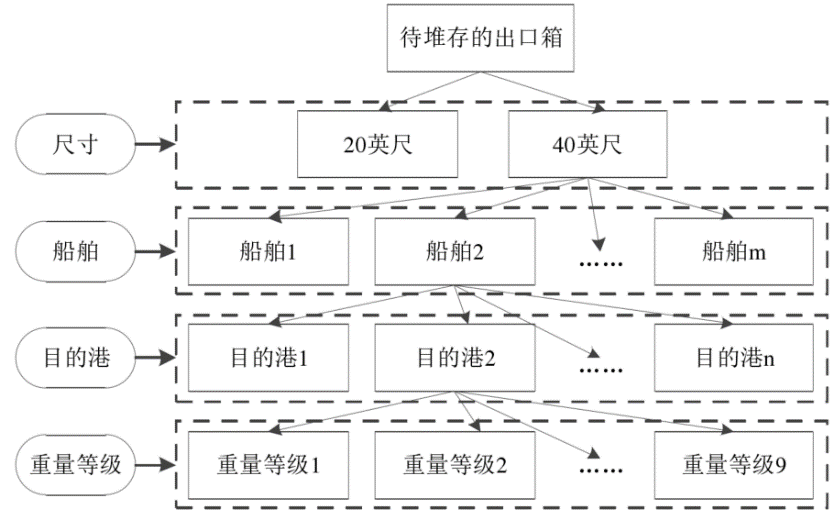 待堆存的出口箱
尺寸
20英尺
40英尺
船舶
船舶1
船舶2
……
船舶m
目的港
目的港1
目的港2
……
目的港n
重量等级
重量等级1
重量等级2
……
重量等级9